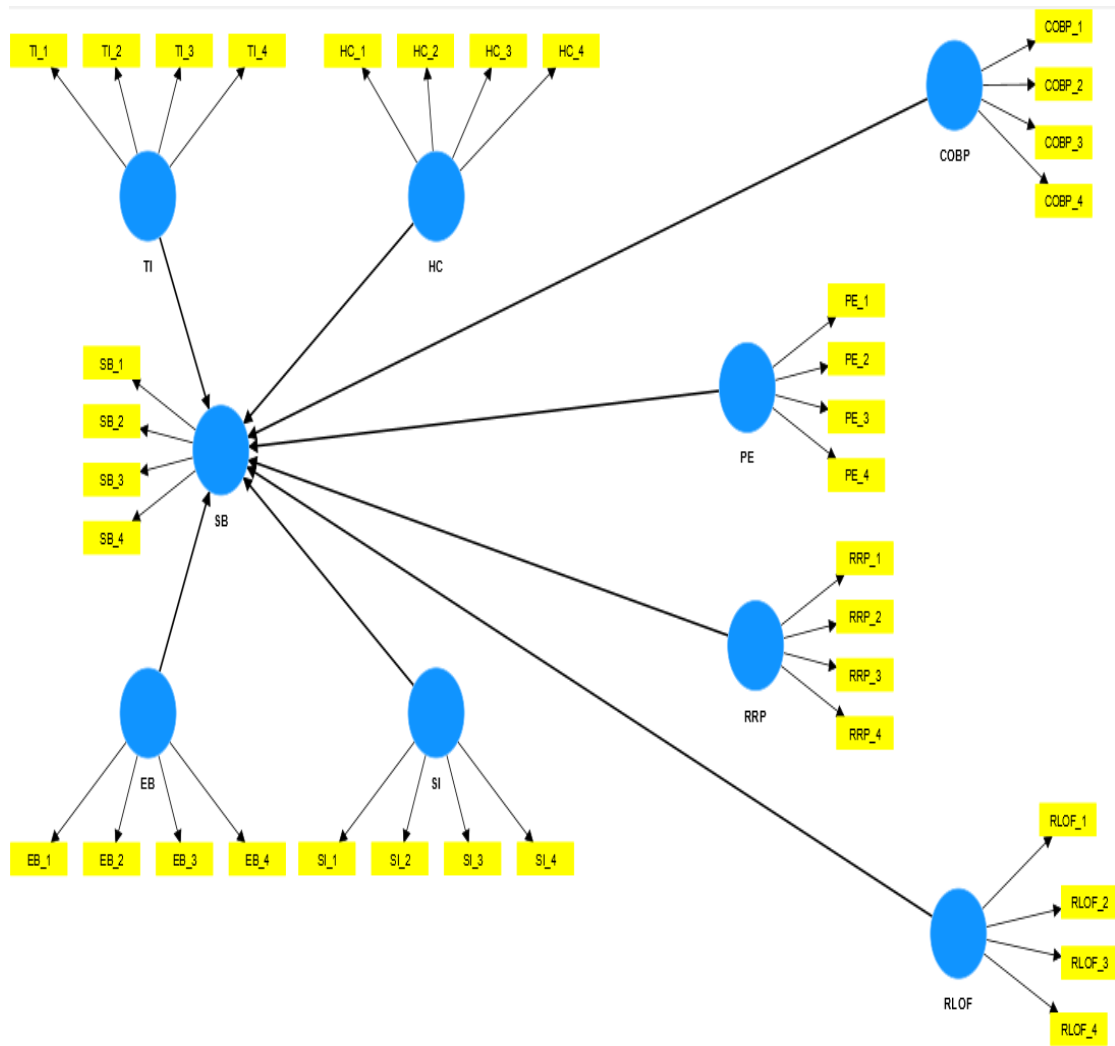 TI_1
TI_2
TI_3
TI_4
TI
HC_1
HC_2
HC_3
HC_4
HC
COBP_1
COBP_2
COBP_3
COBP_4
COBP
SB_1
SB_2
SB_3
SB_4
SB
PE_1
PE_2
PE_3
PE_4
PE
RRP_1
RRP_2
RRP_3
RRP_4
RRP
EB
EB_1
EB_2
EB_3
EB_4
SI
SI_1
SI_2
SI_3
SI_4
RLOF_1
RLOF_2
RLOF_3
RLOF_4
RLOF